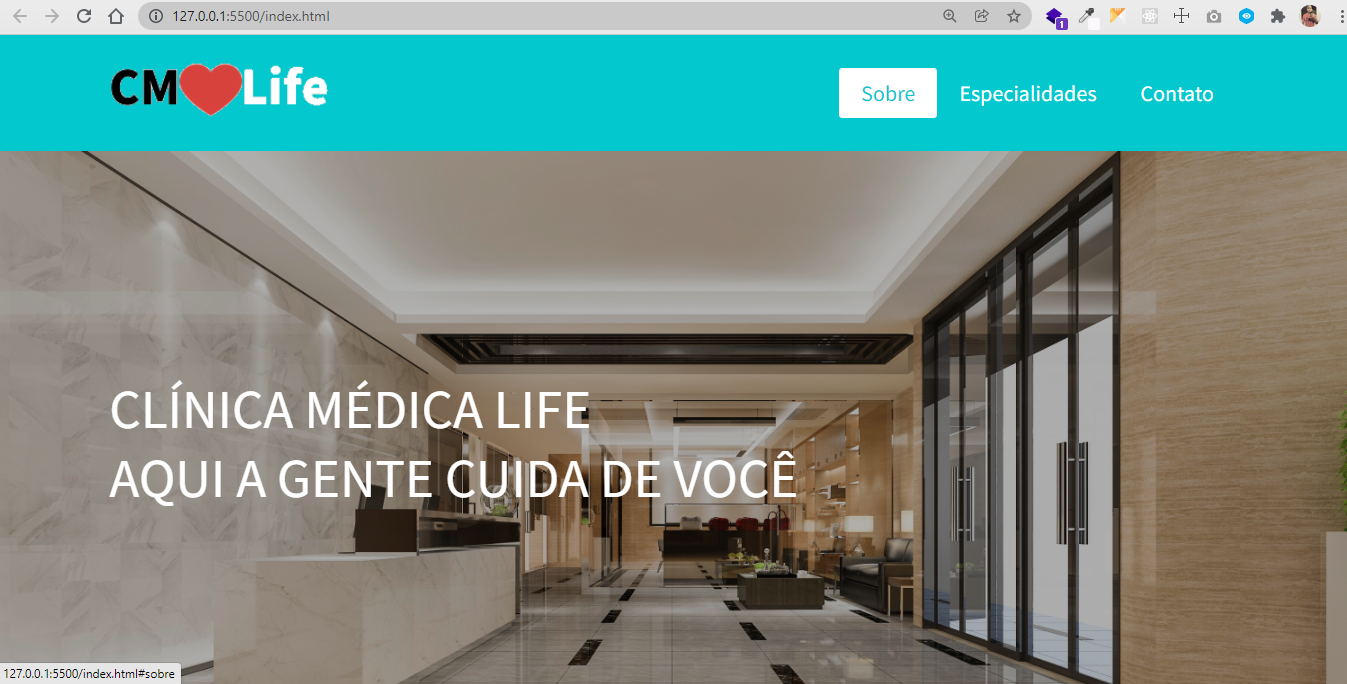 127.0.0.1:5500/index.html
1
CM Life
Sobre Especialidades Contato
CLÍNICA MÉDICA LIFE
AQUI A GENTE CUIDA DE VOCÊ
127.0.0.1:5500/index.html#sobre